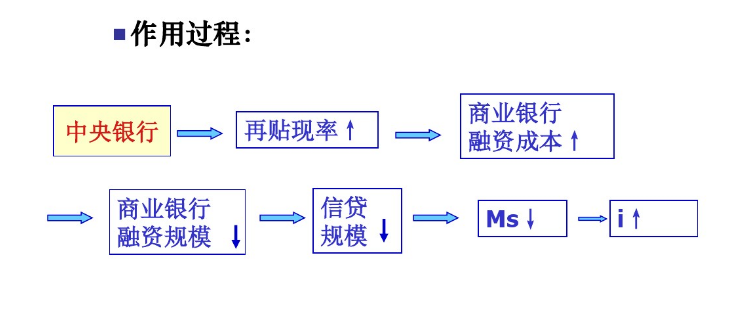 ■作用过程：
中央银行
再贴现率↑
商业银行
融资成本↑
商业银行
融资规模↓
信贷
规模↓
Ms↓
i↑